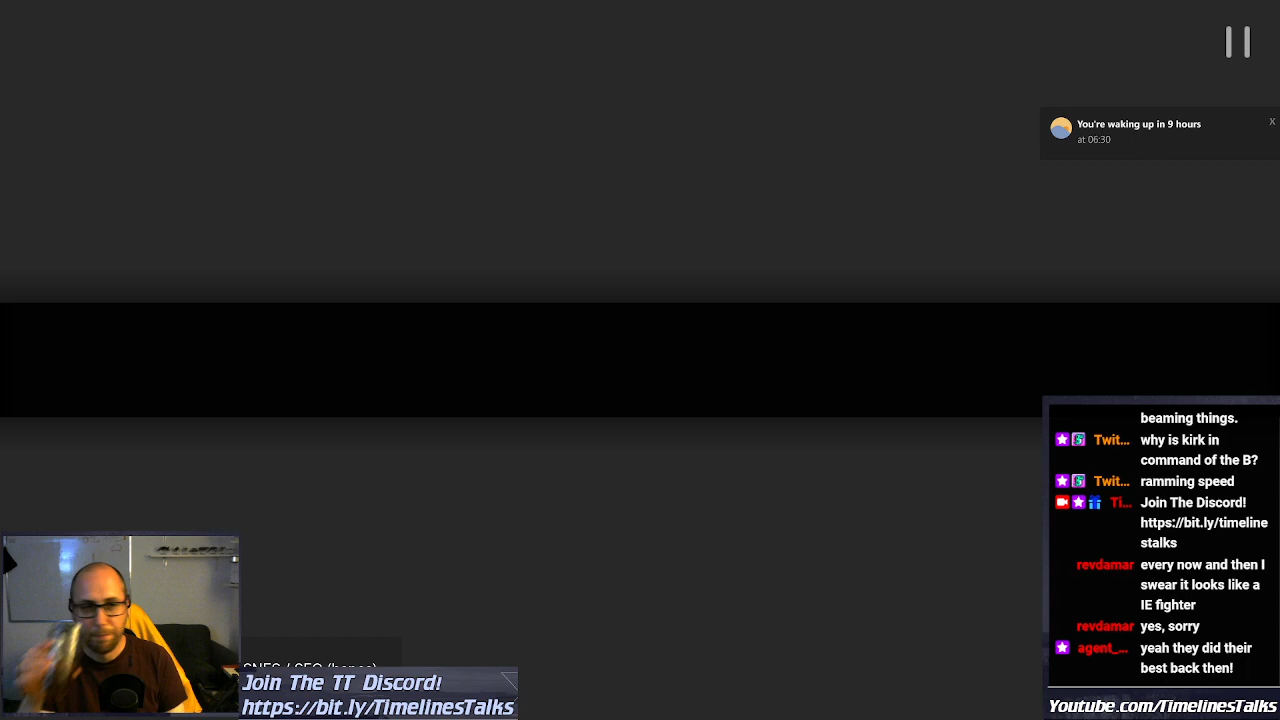 You're waking up in 9 hours
x
at 06:30
beaming things.
Twit... why is kirk in
command of the B?
Twit... ramming speed
Ti... Join The Discord!
https://bit.ly/timeline
stalks
revdamar every now and then I
swear it looks like a
IE fighter
revdamar yes, sorry
agent_... yeah they did their
best back then!
Join The TT Discord!
https://bit.ly/TimelinesTalks
Youtube.com/TimelinesTalks